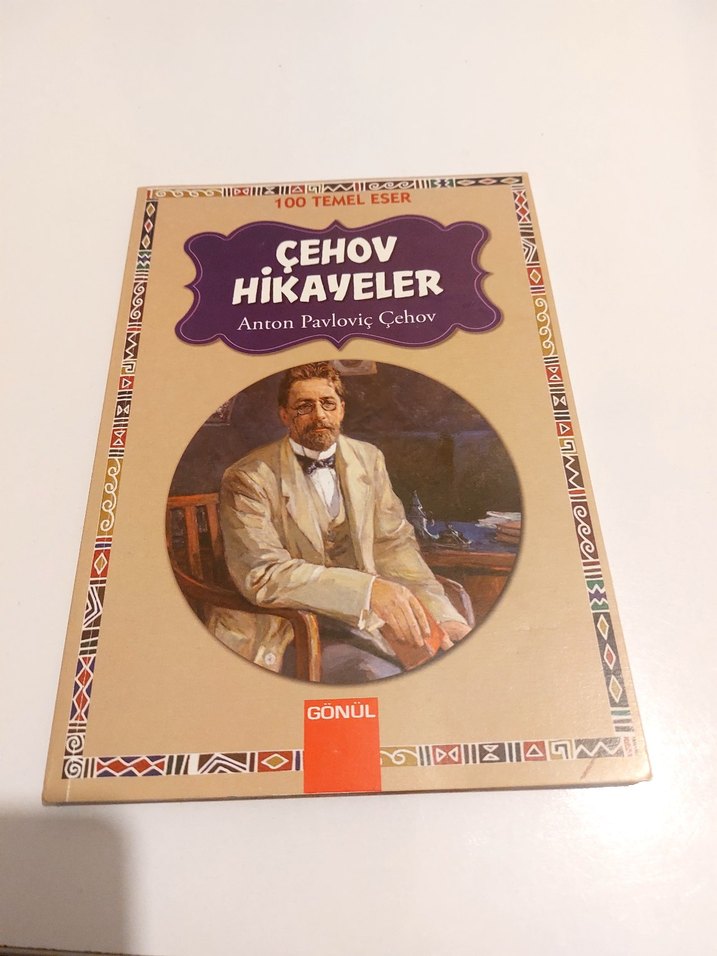 100 TEMEL ESER
ÇEHOV
HİKAYELER
Anton Pavloviç Çehov
GÖNÜL